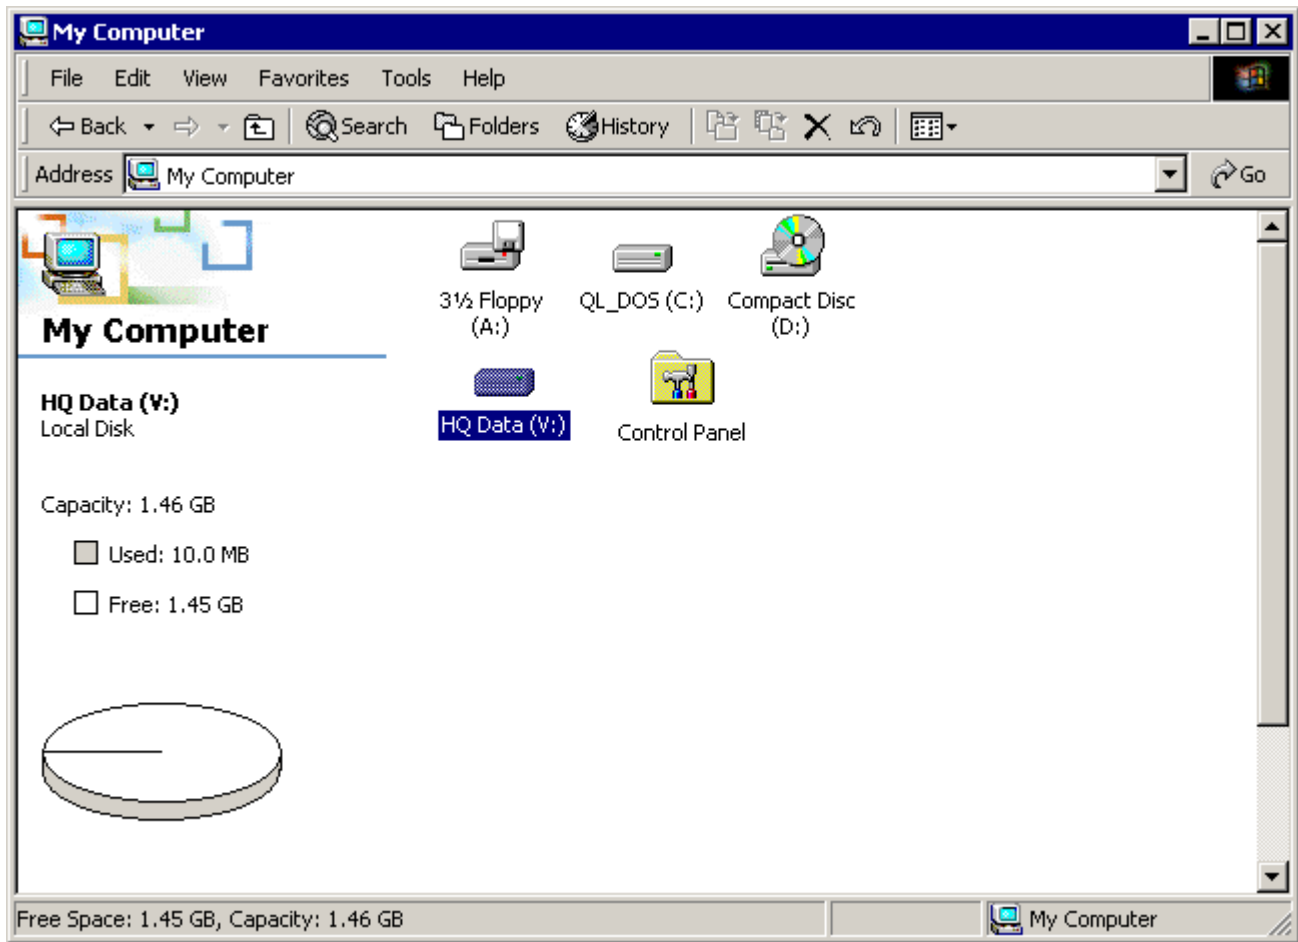 My Computer
File Edit View Favorites Tools Help
Back Search Folders History
Address My Computer Go
My Computer
HQ Data (V:)
Local Disk
Capacity: 1.46 GB
Used: 10.0 MB
Free: 1.45 GB
3½ Floppy
(A:)
QL_DOS (C:)
Compact Disc
(D:)
HQ Data (V:)
Control Panel
Free Space: 1.45 GB, Capacity: 1.46 GB
My Computer